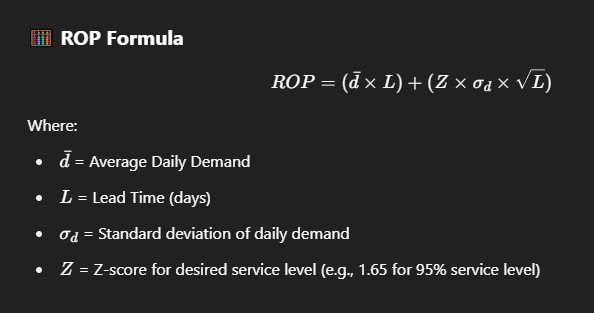 🧮 ROP Formula
ROP = (d̄ × L) + (Z × σ_d × √L)
Where:
• d̄ = Average Daily Demand
• L = Lead Time (days)
• σ_d = Standard deviation of daily demand
• Z = Z-score for desired service level (e.g., 1.65 for 95% service level)